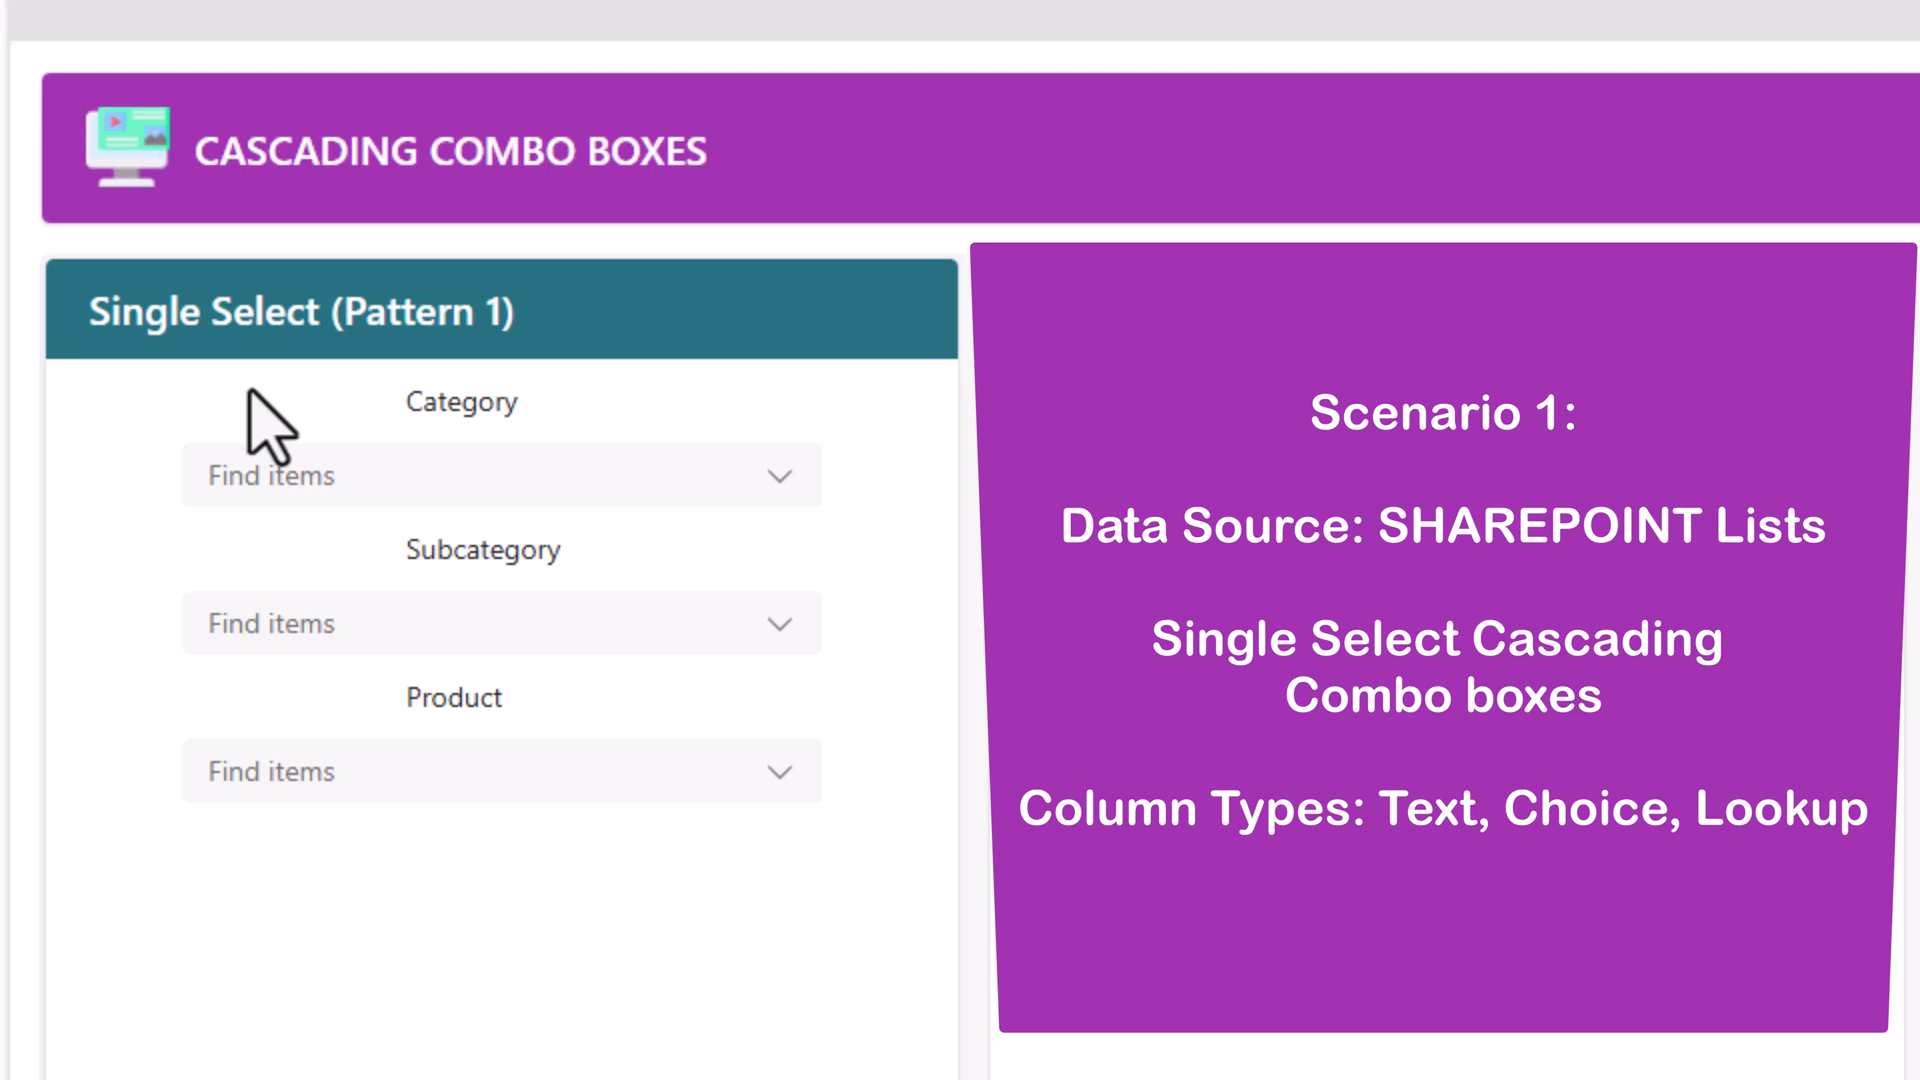 CASCADING COMBO BOXES
Single Select (Pattern 1)
Category
Find items
Subcategory
Find items
Product
Find items
Scenario 1:
Data Source: SHAREPOINT Lists
Single Select Cascading
Combo boxes
Column Types: Text, Choice, Lookup